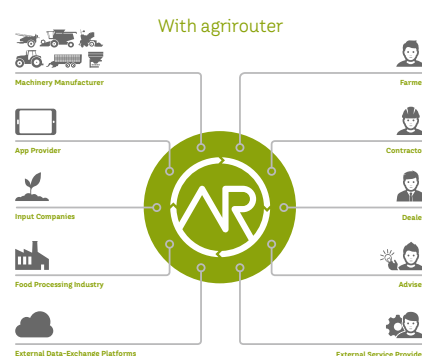 With agrirouter
Machinery Manufacturer
Farme
App Provider
Contracto
AR
Input Companies
Deale
Food Processing Industry
Advise
External Data-Exchange Platforms
External Service Provide